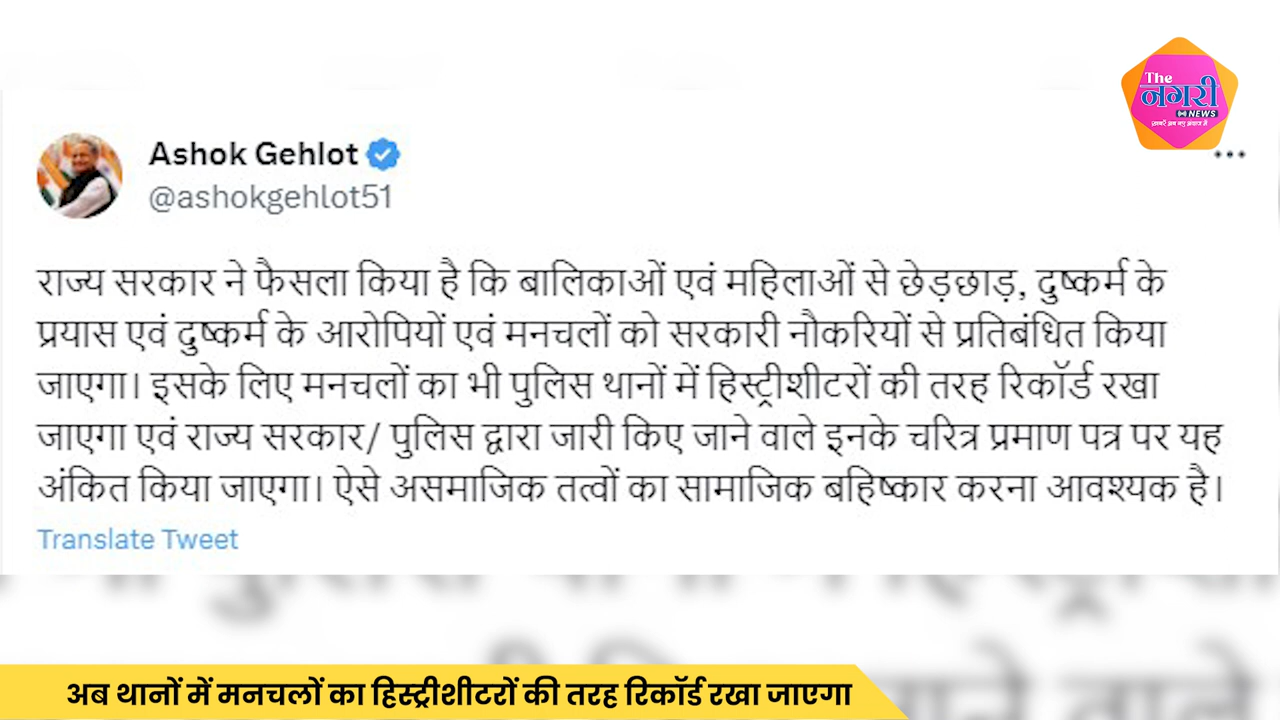 The
नगरी
NEWS
Ashok Gehlot
@ashokgehlot51
राज्य सरकार ने फैसला किया है कि बालिकाओं एवं महिलाओं से छेड़छाड़, दुष्कर्म के
प्रयास एवं दुष्कर्म के आरोपियों एवं मनचलों को सरकारी नौकरियों से प्रतिबंधित किया
जाएगा। इसके लिए मनचलों का भी पुलिस थानों में हिस्ट्रीशीटरों की तरह रिकॉर्ड रखा
जाएगा एवं राज्य सरकार/ पुलिस द्वारा जारी किए जाने वाले इनके चरित्र प्रमाण पत्र पर यह
अंकित किया जाएगा। ऐसे असमाजिक तत्वों का सामाजिक बहिष्कार करना आवश्यक है।
Translate Tweet
अब थानों में मनचलों का हिस्ट्रीशीटरों की तरह रिकॉर्ड रखा जाएगा